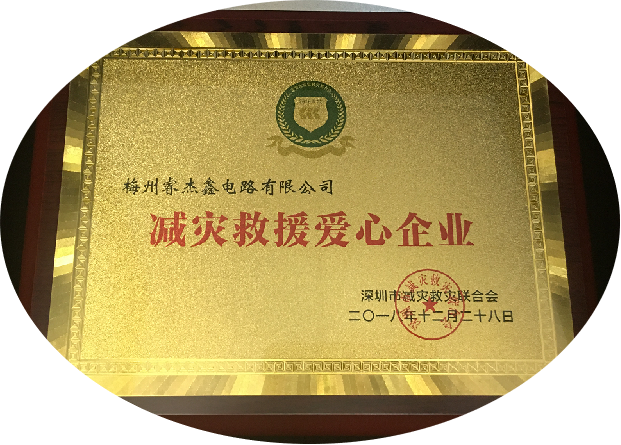 梅州睿杰鑫电路有限公司
减灾救援爱心企业
深圳市减灾救灾联合会
二〇一八年十二月二十八日